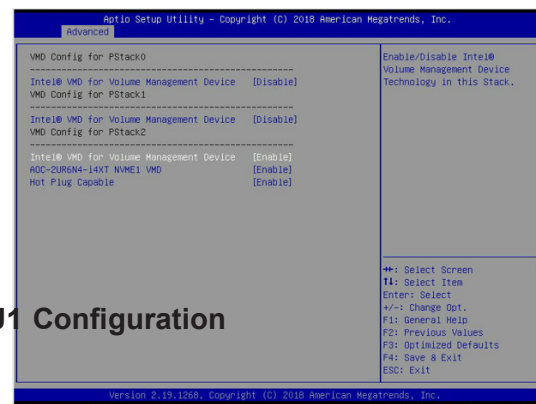 Aptio Setup Utility – Copyright (C) 2018 American Megatrends, Inc.
Advanced
VMD Config for PStack0
Intel® VMD for Volume Management Device [Disable]
VMD Config for PStack1
Intel® VMD for Volume Management Device [Disable]
VMD Config for PStack2
Intel® VMD for Volume Management Device [Enable]
AOC-2UR6N4-i4XT NVME1 VMD [Enable]
Hot Plug Capable [Enable]
Enable/Disable Intel®
Volume Management Device
Technology in this Stack.
→←: Select Screen
↑↓: Select Item
Enter: Select
+/-: Change Opt.
F1: General Help
F2: Previous Values
F3: Optimized Defaults
F4: Save & Exit
ESC: Exit
Configuration
Version 2.19.1268. Copyright (C) 2018 American Megatrends, Inc.